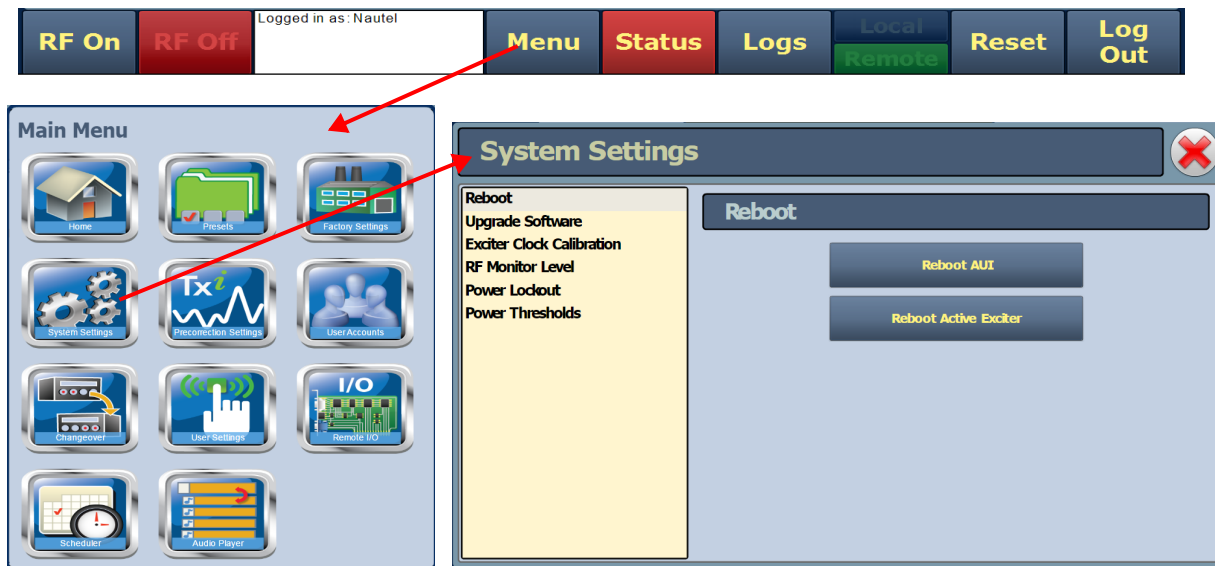 RF On
RF Off
Logged in as: Nautel
Menu
Status
Logs
Local
Remote
Reset
Log
Out
Main Menu
Home
Presets
Factory Settings
System Settings
Txi
Precorrection Settings
User Accounts
Changeover
User Settings
I/O
Remote I/O
Scheduler
Audio Player
System Settings
Reboot
Upgrade Software
Exciter Clock Calibration
RF Monitor Level
Power Lockout
Power Thresholds
Reboot
Reboot AUI
Reboot Active Exciter